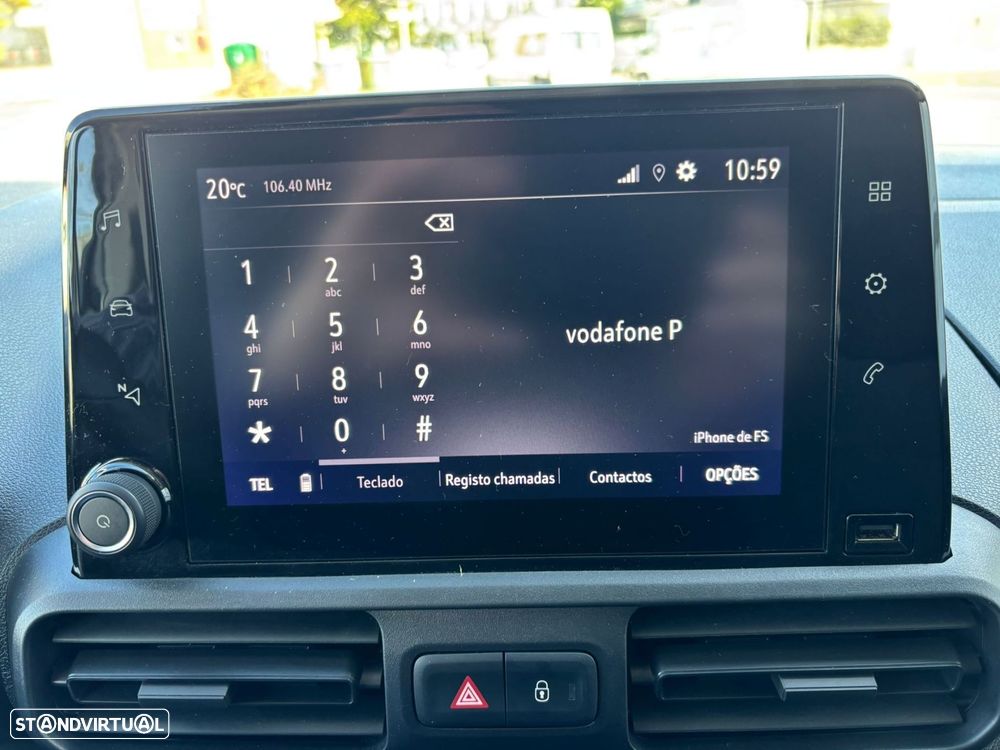 20°C 106.40 MHz 10:59
1 2 3
abc def
4 5 6
ghi jkl mno
7 8 9
pqrs tuv wxyz
* 0 #
+
vodafone P
iPhone de FS
TEL Teclado Registo chamadas Contactos OPÇÕES
N
STANDVIRTUAL